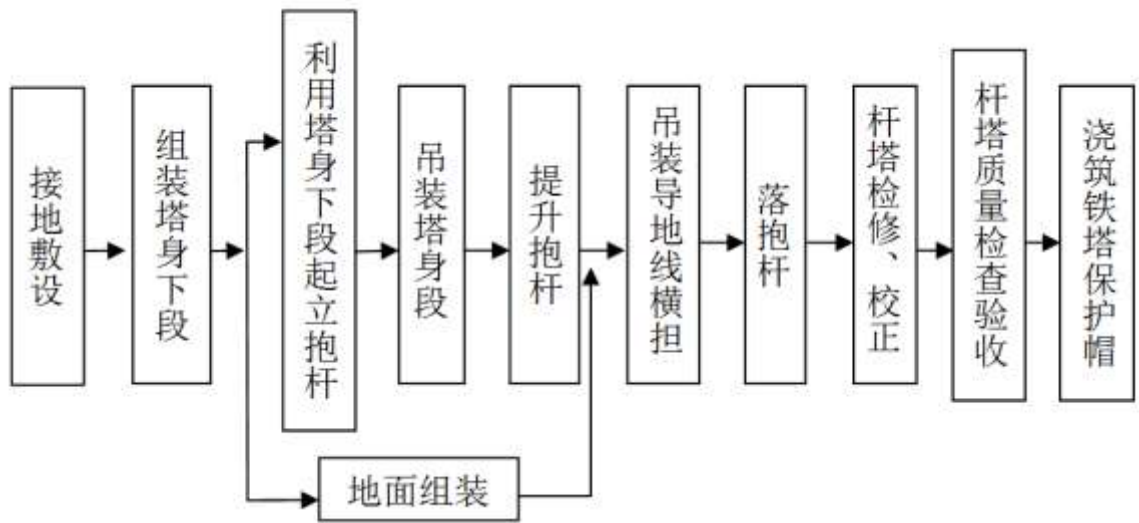 接地敷设
组装塔身下段
利用塔身下段起立抱杆
吊装塔身段
提升抱杆
吊装导地线横担
落抱杆
杆塔检修、校正
杆塔质量检查验收
浇筑铁塔保护帽
地面组装